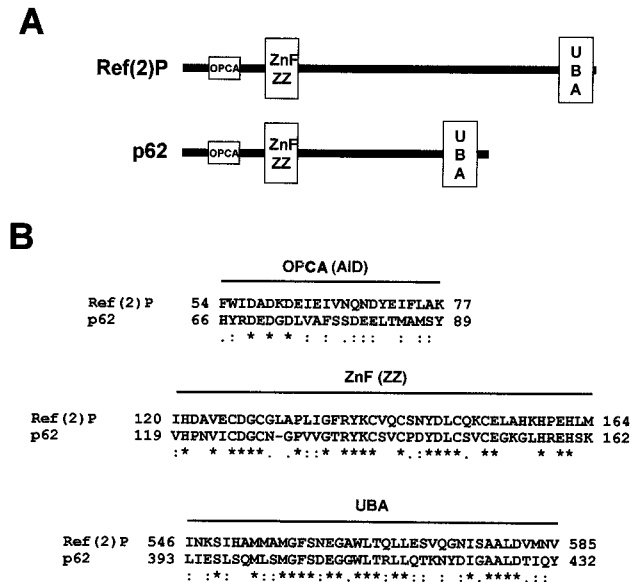 A
Ref(2)P
OPCA
ZnF
ZZ
U
B
A
p62
OPCA
ZnF
ZZ
U
B
A
B
OPCA (AID)
Ref(2)P 54 FWIDADKDEIEIVNQNDYEIFLAK 77
p62 66 HYRDEDGDLVAFSSDEELTMAMSY 89
.: * * * : : .::: : ::
ZnF (ZZ)
Ref(2)P 120 IHDAVECDGCGLAPLIGFRYKCVQCSNYDLCQKCELAHKHPEHLM 164
p62 119 VHPNVICDGCN-GPVVGTRYKCSVCPDYDLCSVCEGKGLHREHSK 162
:* * **** . .*::* **** *.:**** ** * **.
UBA
Ref(2)P 546 INKSIHAMMAMGFSNEGAWLTQLLESVQGNISAALDVMNV 585
p62 393 LIESLSQMLSMGFSDEGGWLTRLLQTKNYDIGAALDTIQY 432
: :*: *::****:**.***:**:: : :*.****.::